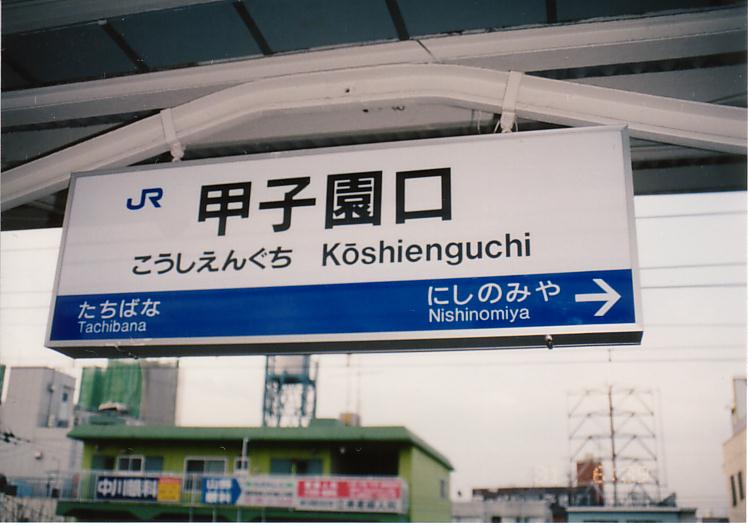 JR 甲子園口
こうしえんぐち Kōshienguchi
たちばな
Tachibana
にしのみや
Nishinomiya
中川眼科